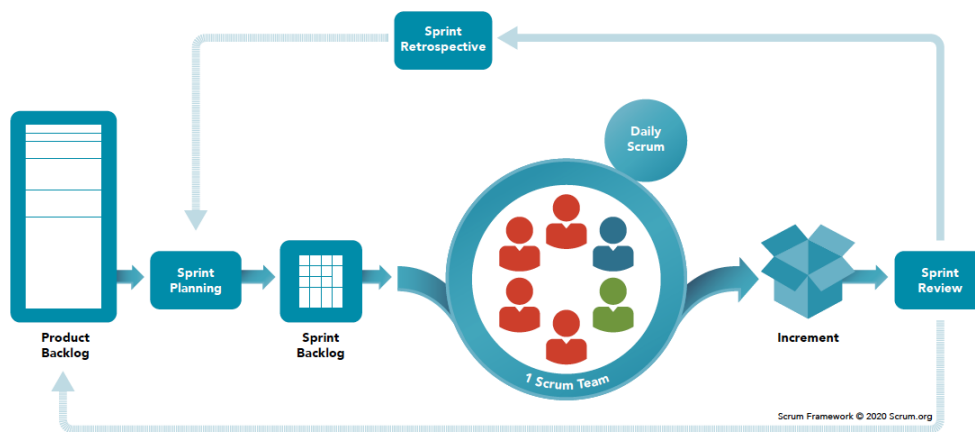 Sprint
Retrospective
Daily
Scrum
Sprint
Planning
Sprint
Review
Product
Backlog
Sprint
Backlog
Increment
1 Scrum Team
Scrum Framework © 2020 Scrum.org